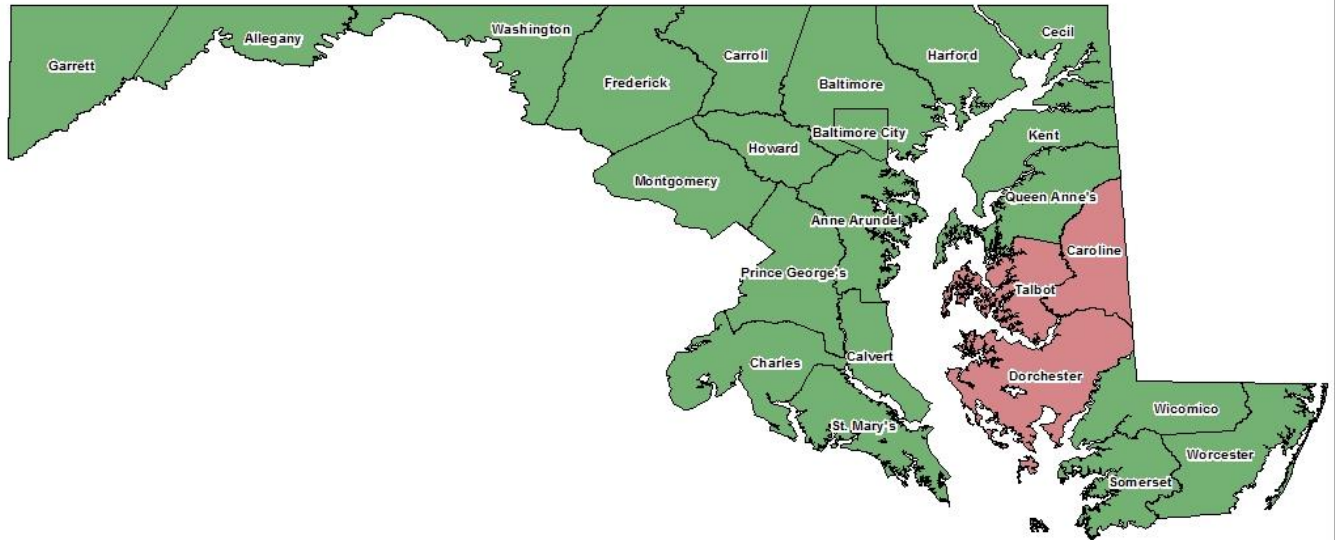 Washington
Cecil
Allegany
Carroll
Harford
Garrett
Frederick
Baltimore
Baltimore City
Kent
Howard
Montgomery
Queen Anne's
Anne Arundel
Caroline
Prince George's
Talbot
Calvert
Charles
Dorchester
Wicomico
St. Mary's
Worcester
Somerset